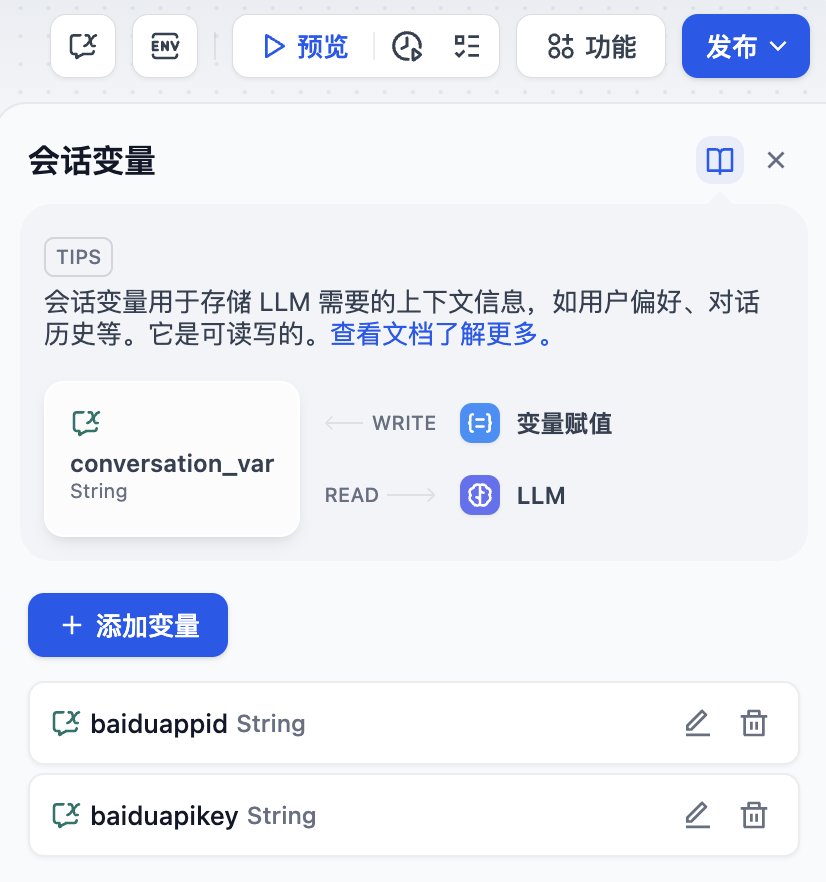 ENV
预览
功能
发布
会话变量
TIPS
会话变量用于存储 LLM 需要的上下文信息，如用户偏好、对话
历史等。它是可读写的。查看文档了解更多。
conversation_var
String
WRITE
变量赋值
READ
LLM
添加变量
baiduappid String
baiduapikey String